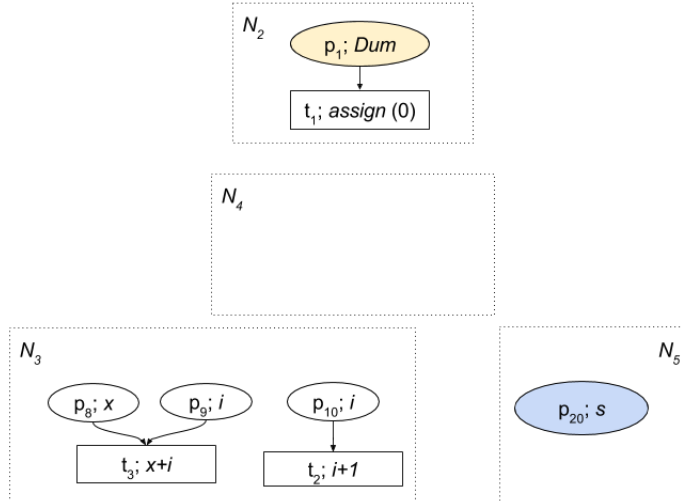 N₂
p₁; Dum
t₁; assign (0)
N₄
N₃
N₅
p₈; x
p₉; i
p₁₀; i
p₂₀; s
t₃; x+i
t₂; i+1